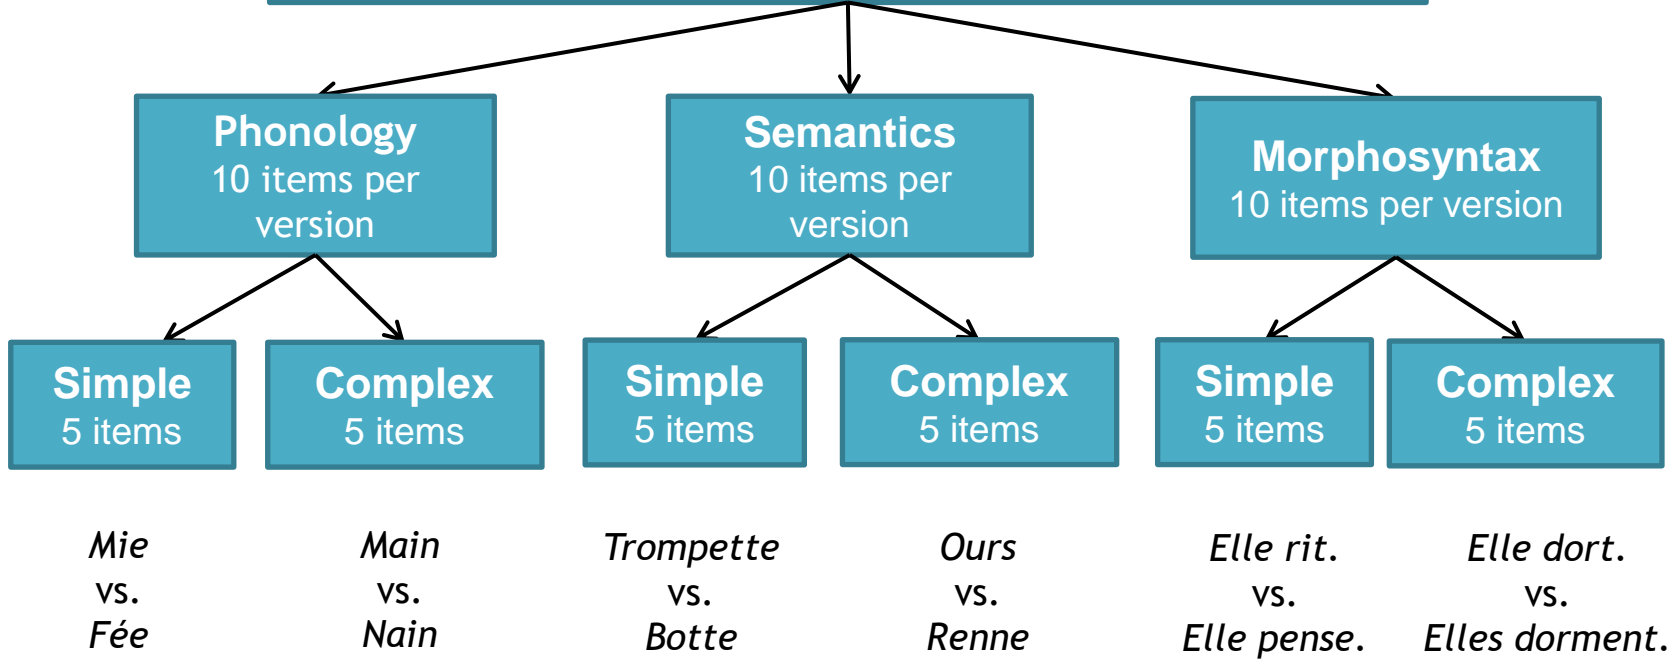 Phonology
10 items per
version
Semantics
10 items per
version
Morphosyntax
10 items per version
Simple
5 items
Complex
5 items
Simple
5 items
Complex
5 items
Simple
5 items
Complex
5 items
Mie
vs.
Fée
Main
vs.
Nain
Trompette
vs.
Botte
Ours
vs.
Renne
Elle rit.
vs.
Elle pense.
Elle dort.
vs.
Elles dorment.